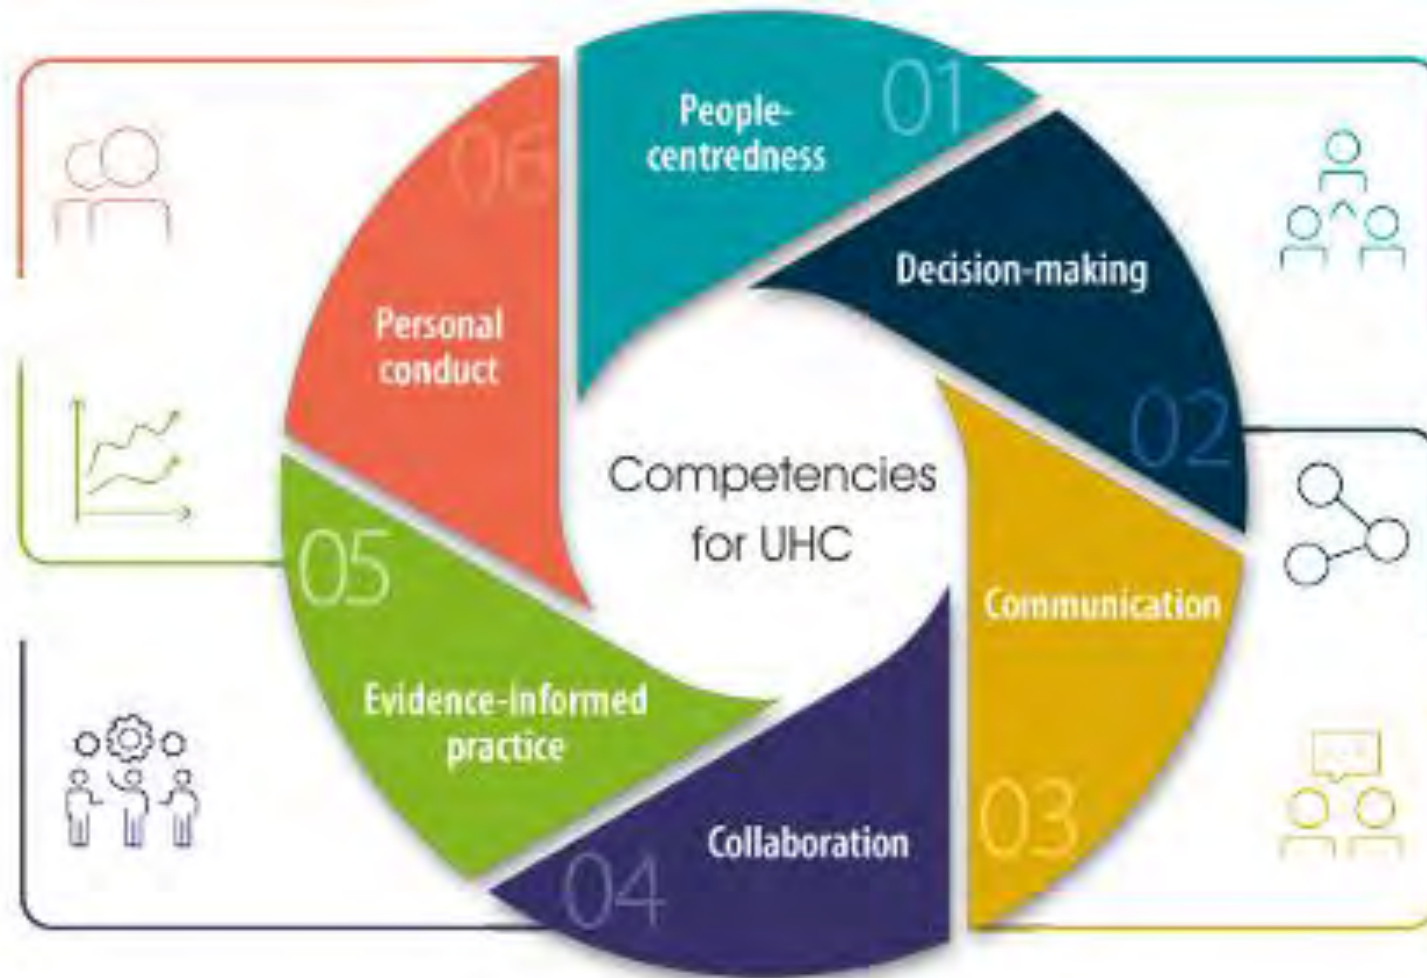 01
People-
centredness
Decision-making
02
Communication
03
Collaboration
04
05
Evidence-informed
practice
06
Personal
conduct
Competencies
for UHC